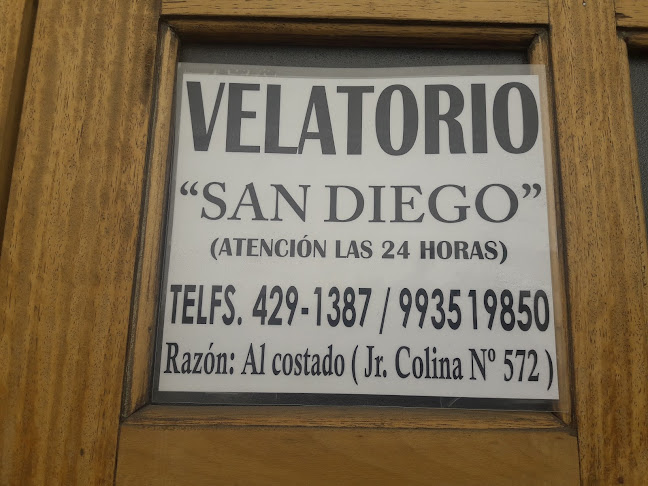 VELATORIO
“SAN DIEGO”
(ATENCIÓN LAS 24 HORAS)
TELFS. 429-1387 / 993519850
Razón: Al costado ( Jr. Colina Nº 572 )